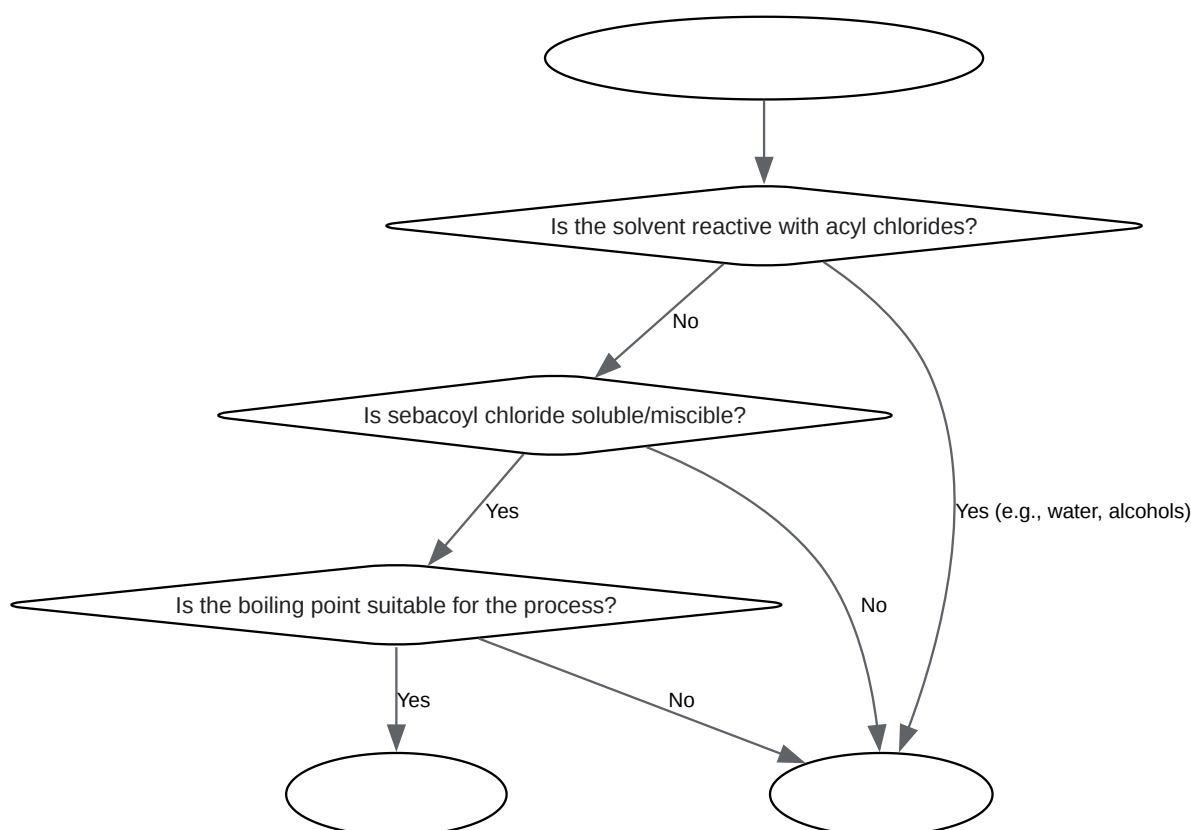 Is the solvent reactive with acyl chlorides?
No
Is sebacoyl chloride soluble/miscible?
Yes
Yes (e.g., water, alcohols)
Is the boiling point suitable for the process?
No
Yes
No